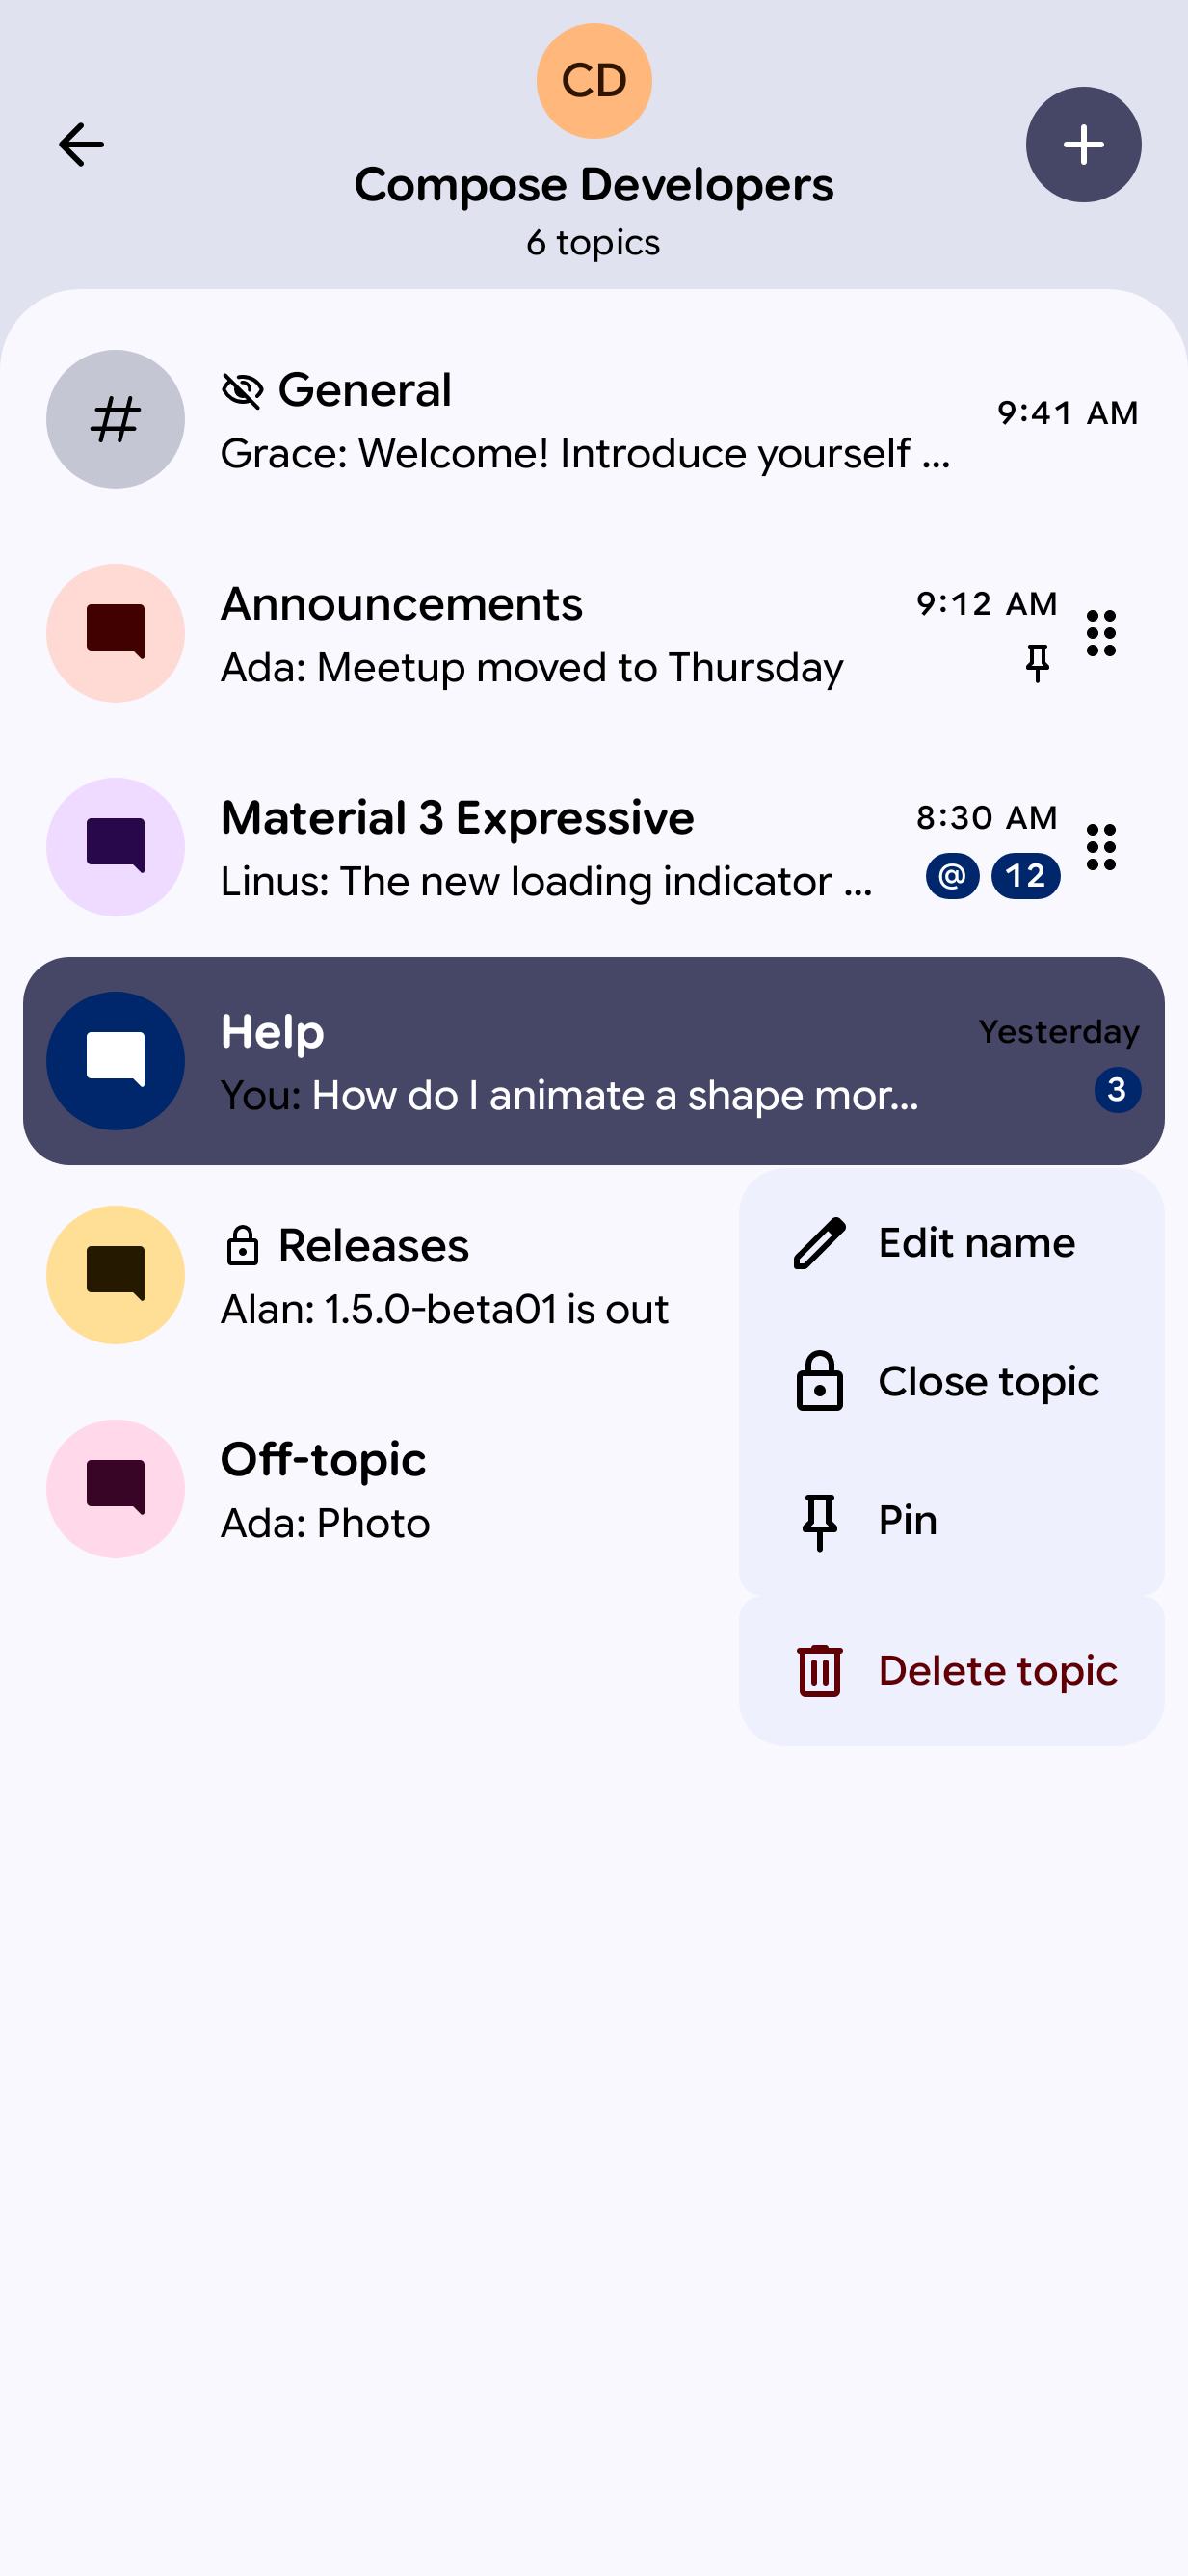 CD
Compose Developers
6 topics
#
General
9:41 AM
Grace: Welcome! Introduce yourself ...
Announcements
9:12 AM
Ada: Meetup moved to Thursday
Material 3 Expressive
8:30 AM
Linus: The new loading indicator ...
@ 12
Help
Yesterday
You: How do I animate a shape mor...
3
Releases
Alan: 1.5.0-beta01 is out
Off-topic
Ada: Photo
Edit name
Close topic
Pin
Delete topic